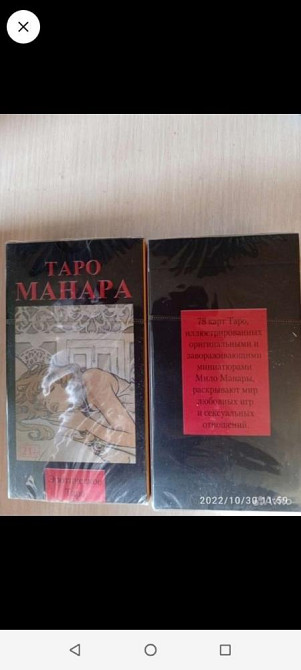 ТАРО
МАНАРА
78 карт Таро,
иллюстрированных
оригинальными и
завораживающими
миниатюрами
Мило Манары,
раскрывают мир
любовных игр
и сексуальных
отношений.
2022/10/30 11:59